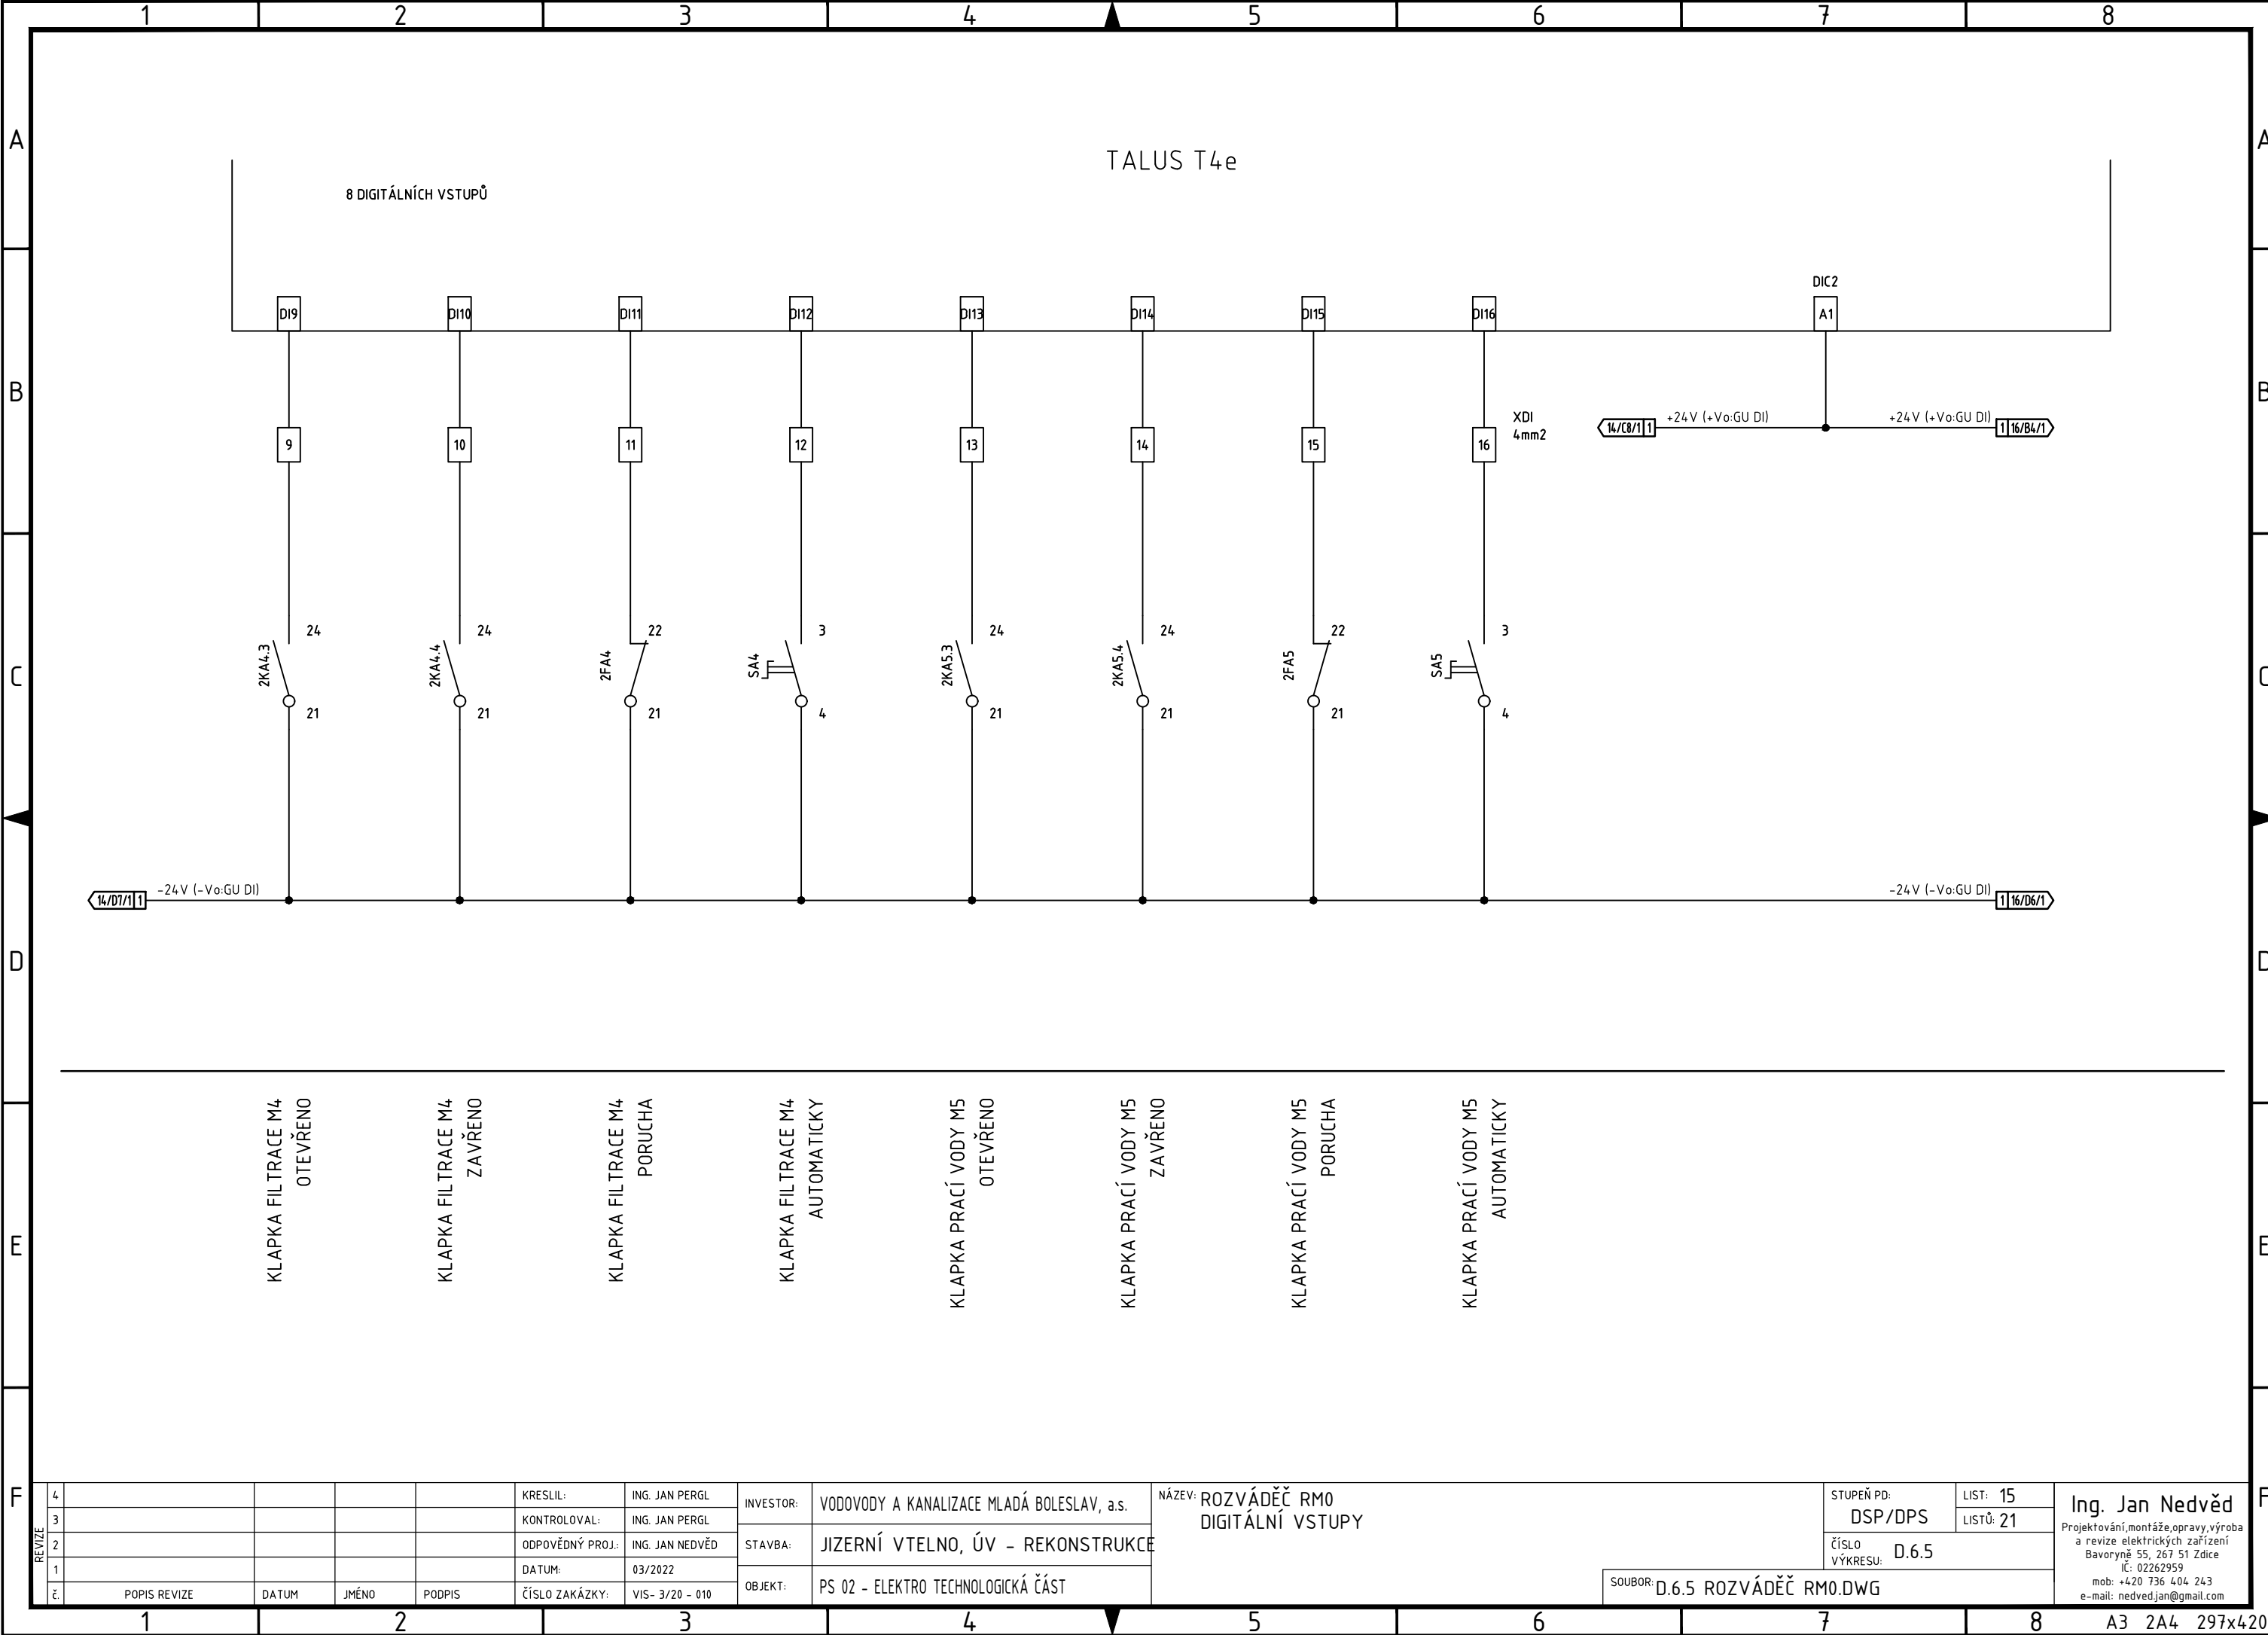 1 2 3 4 5 6 7 8
A A
TALUS T4e
8 DIGITÁLNÍCH VSTUPŮ
DIC2
DI9 DI10 DI11 DI12 DI13 DI14 DI15 DI16 A1
B B
XDI
4mm2
14/C8/1 1 +24V (+Vo:GU DI) +24V (+Vo:GU DI) 1 16/B4/1
9 10 11 12 13 14 15 16
24 24 22 3 24 24 22 3
2KA4.3 2KA4.4 2FA4 SA4 2KA5.3 2KA5.4 2FA5 SA5
C C
21 21 21 4 21 21 21 4
14/D7/1 1 -24V (-Vo:GU DI) -24V (-Vo:GU DI) 1 16/D6/1
D D
KLAPKA FILTRACE M4
OTEVŘENO
KLAPKA FILTRACE M4
ZAVŘENO
KLAPKA FILTRACE M4
PORUCHA
KLAPKA FILTRACE M4
AUTOMATICKY
KLAPKA PRACÍ VODY M5
OTEVŘENO
KLAPKA PRACÍ VODY M5
ZAVŘENO
KLAPKA PRACÍ VODY M5
PORUCHA
KLAPKA PRACÍ VODY M5
AUTOMATICKY
E E
F F
REVIZE
4
3
2
1
č. POPIS REVIZE DATUM JMÉNO PODPIS
KRESLIL: ING. JAN PERGL
KONTROLOVAL: ING. JAN PERGL
ODPOVĚDNÝ PROJ.: ING. JAN NEDVĚD
DATUM: 03/2022
ČÍSLO ZAKÁZKY: VIS- 3/20 - 010
INVESTOR: VODOVODY A KANALIZACE MLADÁ BOLESLAV, a.s.
STAVBA: JIZERNÍ VTELNO, ÚV - REKONSTRUKCE
OBJEKT: PS 02 - ELEKTRO TECHNOLOGICKÁ ČÁST
NÁZEV: ROZVÁDĚČ RM0
DIGITÁLNÍ VSTUPY
STUPEŇ PD:
DSP/DPS
LIST: 15
LISTŮ: 21
ČÍSLO
VÝKRESU: D.6.5
SOUBOR: D.6.5 ROZVÁDĚČ RM0.DWG
Ing. Jan Nedvěd
Projektování,montáže,opravy,výroba
a revize elektrických zařízení
Bavoryně 55, 267 51 Zdice
IČ: 02262959
mob: +420 736 404 243
e-mail: nedved.jan@gmail.com
1 2 3 4 5 6 7 8
A3 2A4 297x420